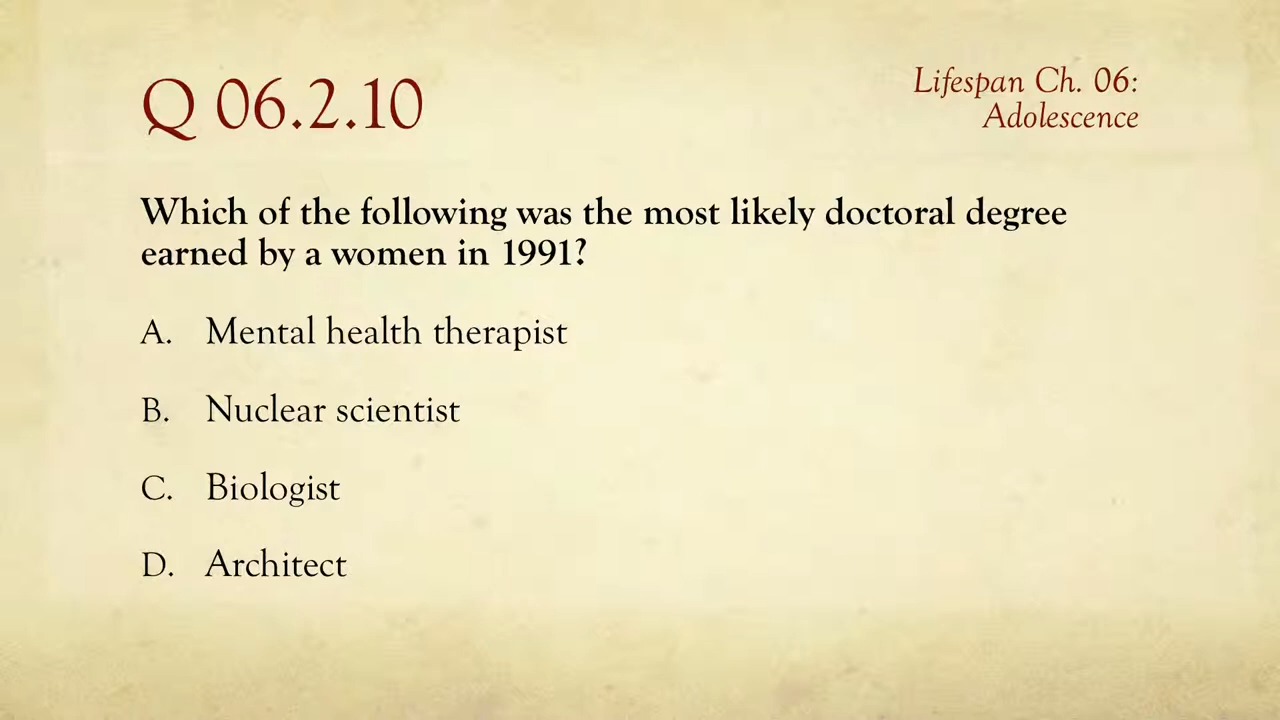 Q 06.2.10
Lifespan Ch. 06:
Adolescence
Which of the following was the most likely doctoral degree
earned by a women in 1991?
A. Mental health therapist
B. Nuclear scientist
C. Biologist
D. Architect